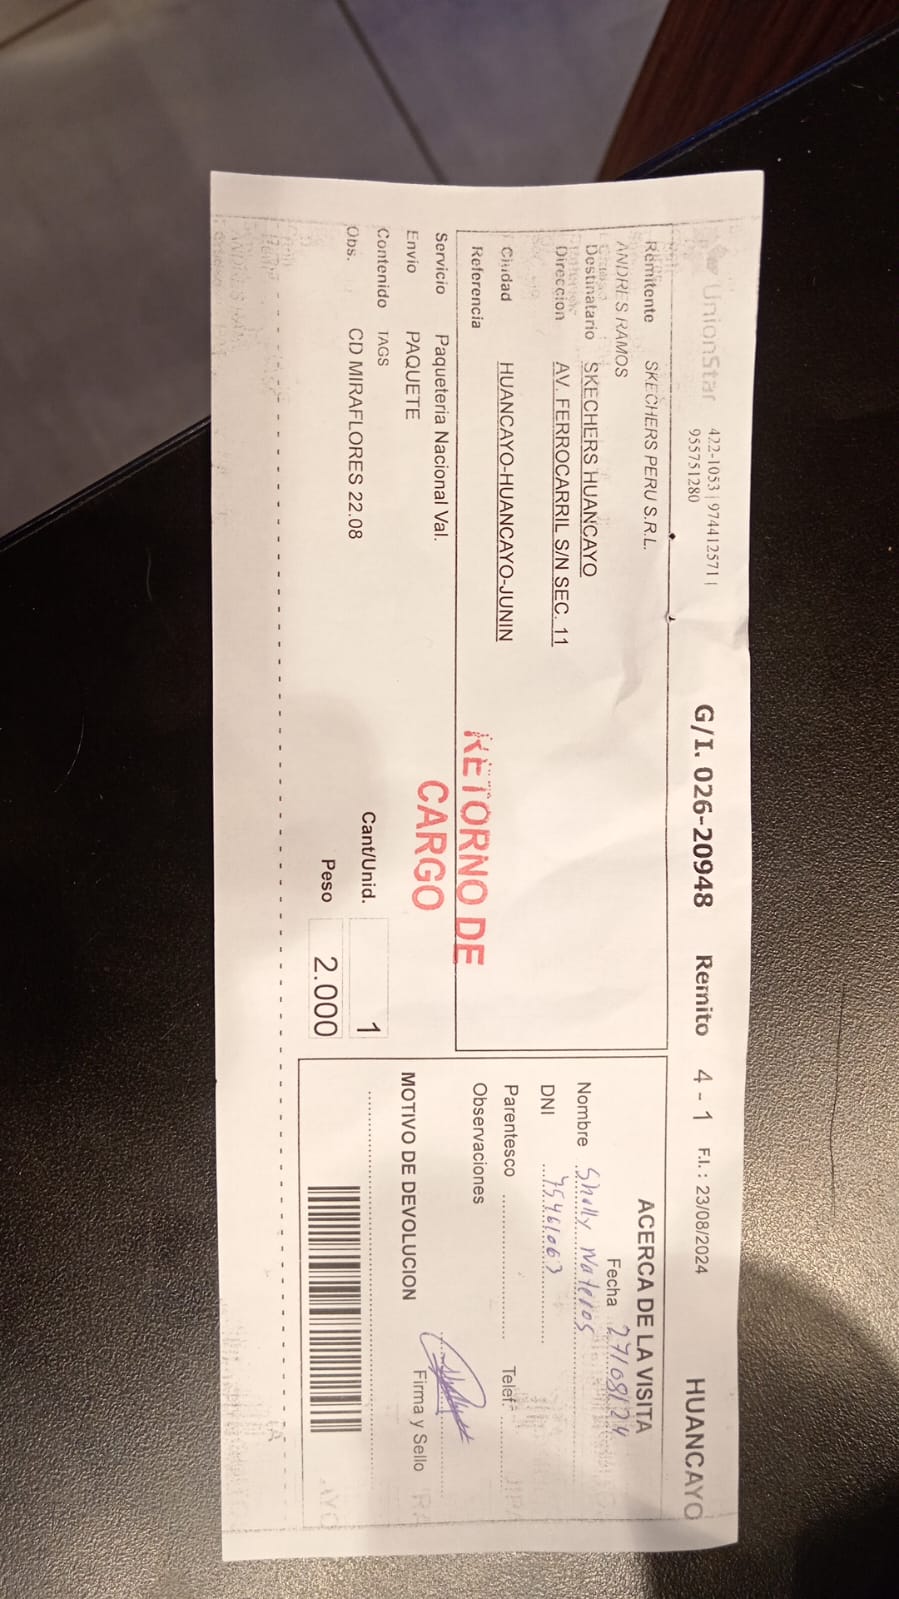 UnionStar 422-1053 | 974412571 |
955751280
G/I. 026-20948 Remito 4 - 1 F.I.: 23/08/2024 HUANCAYO
Remitente SKECHERS PERU S.R.L.
ANDRES RAMOS
Destinatario SKECHERS HUANCAYO
Direccion AV. FERROCARRIL S/N SEC. 11
Ciudad HUANCAYO-HUANCAYO-JUNIN
Referencia
RETORNO DE
CARGO
Servicio Paqueteria Nacional Val.
Envio PAQUETE
Contenido TAGS
Obs. CD MIRAFLORES 22.08
Cant/Unid. 1
Peso 2.000
ACERCA DE LA VISITA
Fecha 27/08/24
Nombre Shelly Nateros
DNI 75461063
Parentesco Telef.
Observaciones
Firma y Sello
MOTIVO DE DEVOLUCION